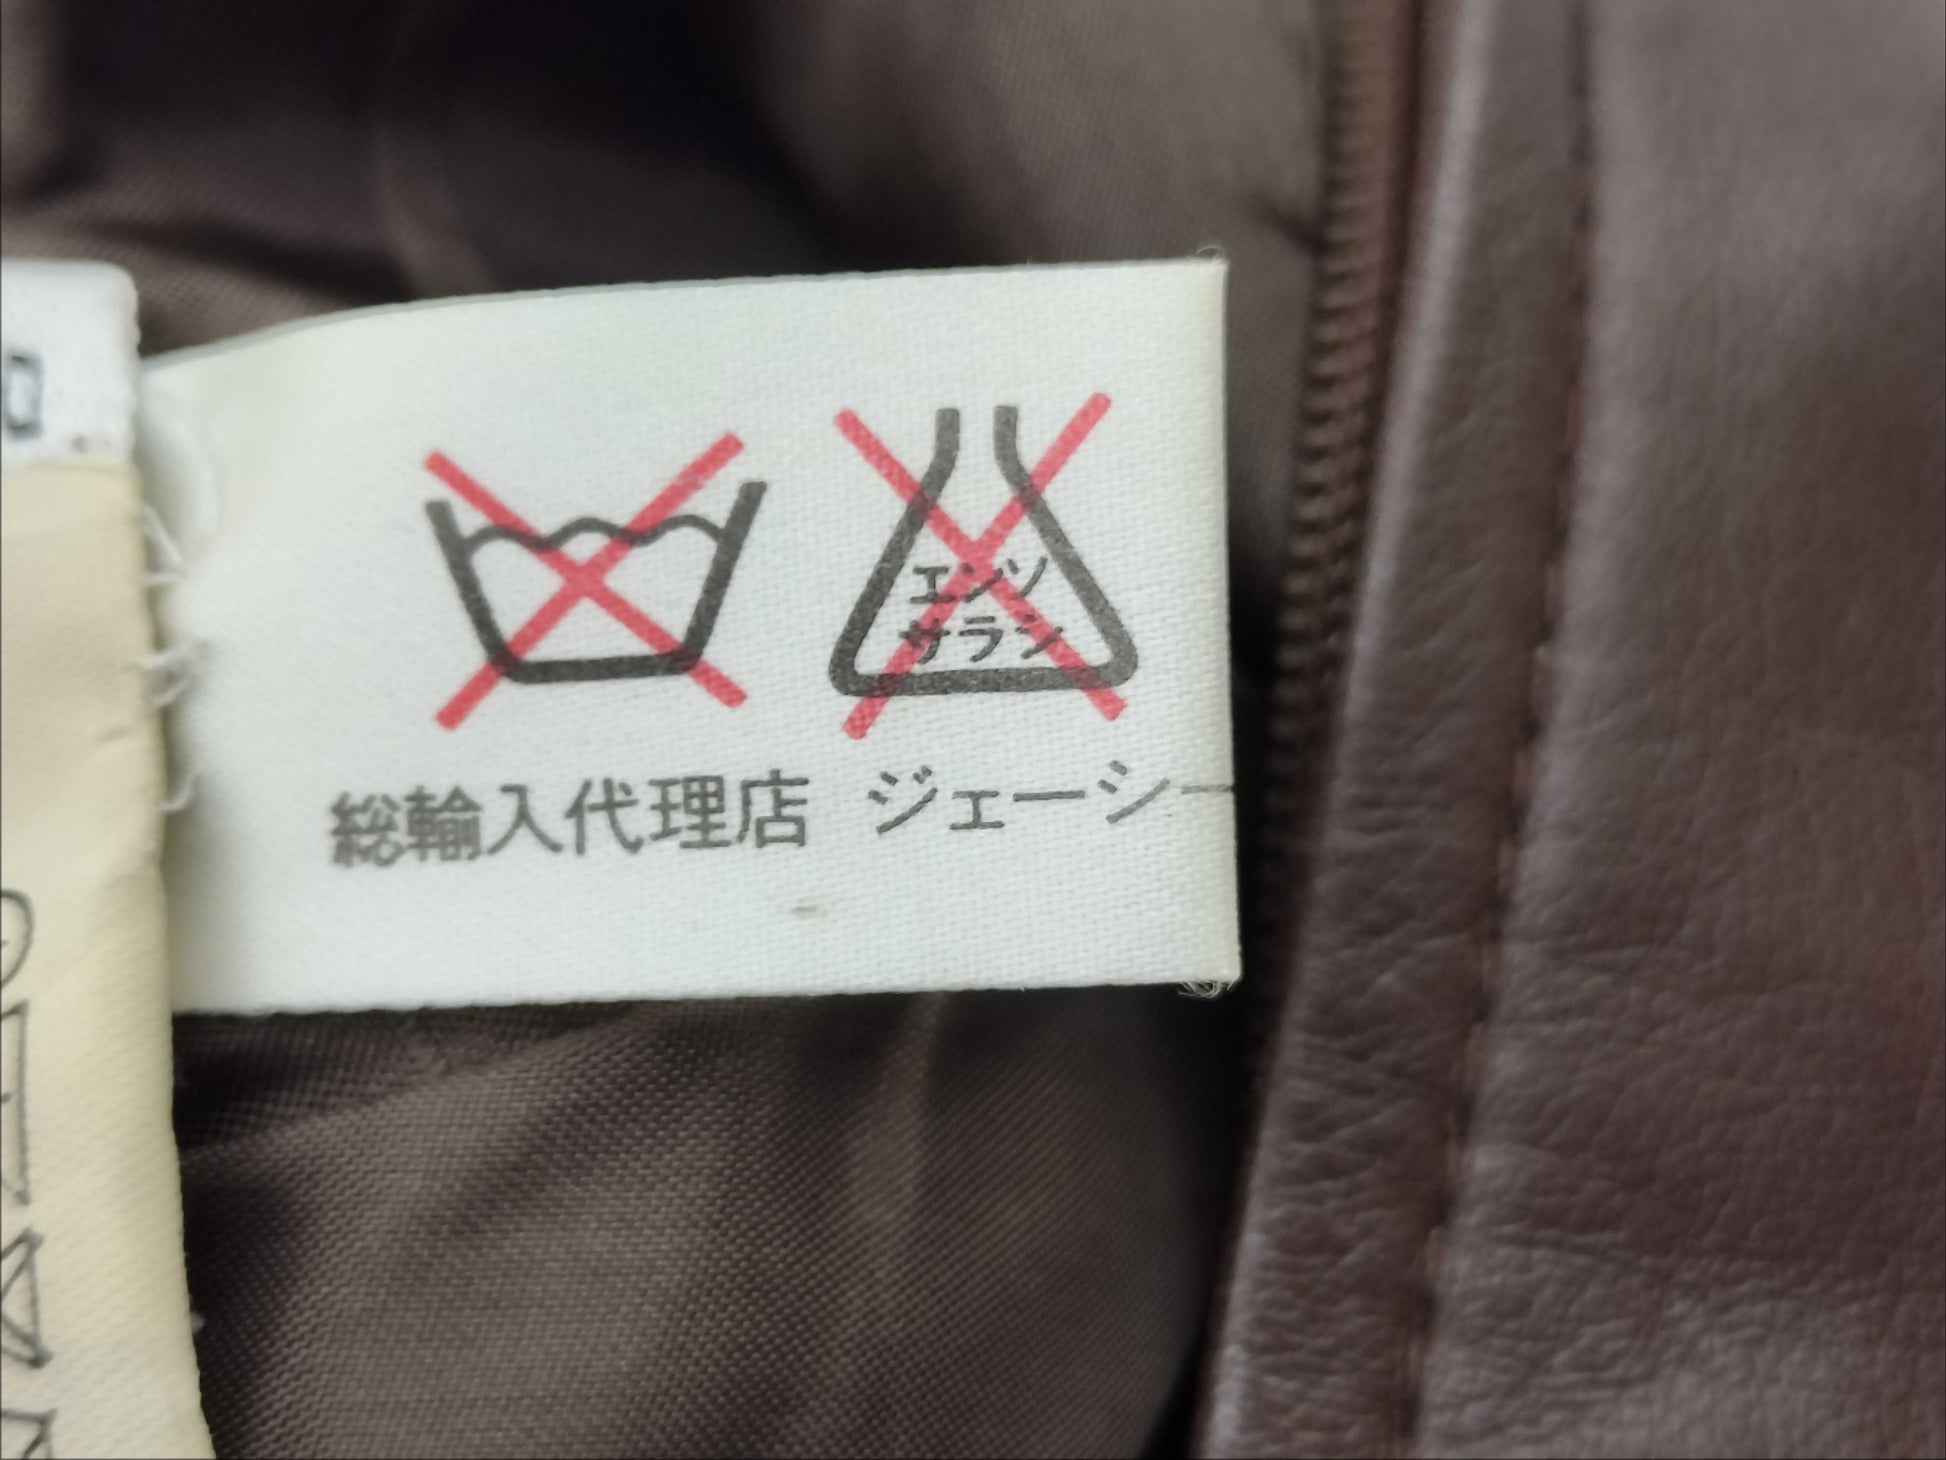 エンソ
サラシ
総輸入代理店 ジェーシー